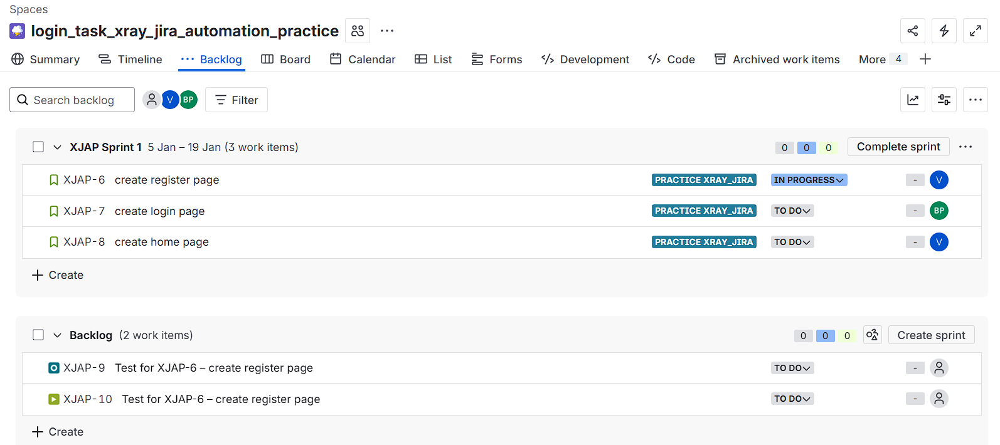 Spaces
login_task_xray_jira_automation_practice
Summary Timeline Backlog Board Calendar List Forms Development Code Archived work items More 4
Search backlog V BP Filter
XJAP Sprint 1 5 Jan – 19 Jan (3 work items) 0 0 0 Complete sprint
XJAP-6 create register page PRACTICE XRAY_JIRA IN PROGRESS - V
XJAP-7 create login page PRACTICE XRAY_JIRA TO DO - BP
XJAP-8 create home page PRACTICE XRAY_JIRA TO DO - V
Create
Backlog (2 work items) 0 0 0 Create sprint
XJAP-9 Test for XJAP-6 – create register page TO DO -
XJAP-10 Test for XJAP-6 – create register page TO DO -
Create